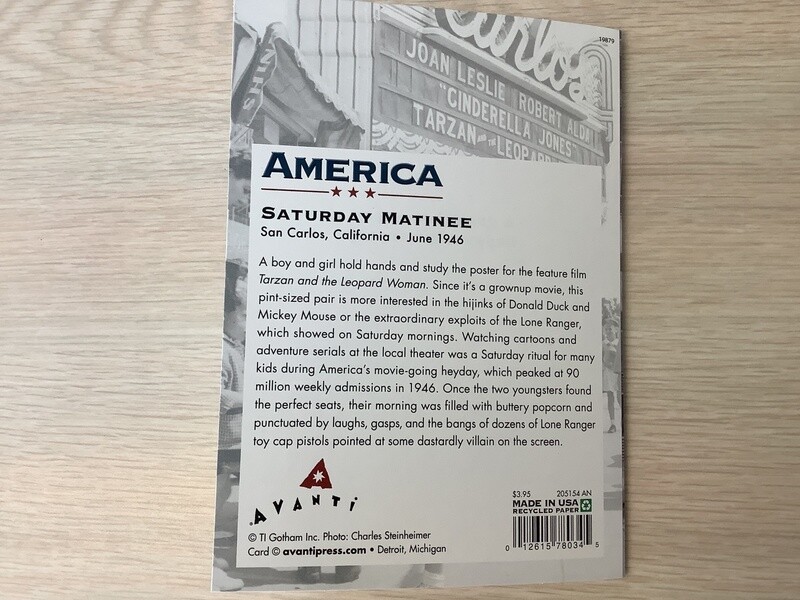 Carlos
19879
JOAN LESLIE ROBERT ALDA
"CINDERELLA JONES"
TARZAN AND THE LEOPARD
AMERICA
SATURDAY MATINEE
San Carlos, California • June 1946
A boy and girl hold hands and study the poster for the feature film
Tarzan and the Leopard Woman. Since it's a grownup movie, this
pint-sized pair is more interested in the hijinks of Donald Duck and
Mickey Mouse or the extraordinary exploits of the Lone Ranger,
which showed on Saturday mornings. Watching cartoons and
adventure serials at the local theater was a Saturday ritual for many
kids during America's movie-going heyday, which peaked at 90
million weekly admissions in 1946. Once the two youngsters found
the perfect seats, their morning was filled with buttery popcorn and
punctuated by laughs, gasps, and the bangs of dozens of Lone Ranger
toy cap pistols pointed at some dastardly villain on the screen.
AVANTI
© TI Gotham Inc. Photo: Charles Steinheimer
Card © avantipress.com • Detroit, Michigan
$3.95 205154 AN
MADE IN USA
RECYCLED PAPER
0 12615 78034 5